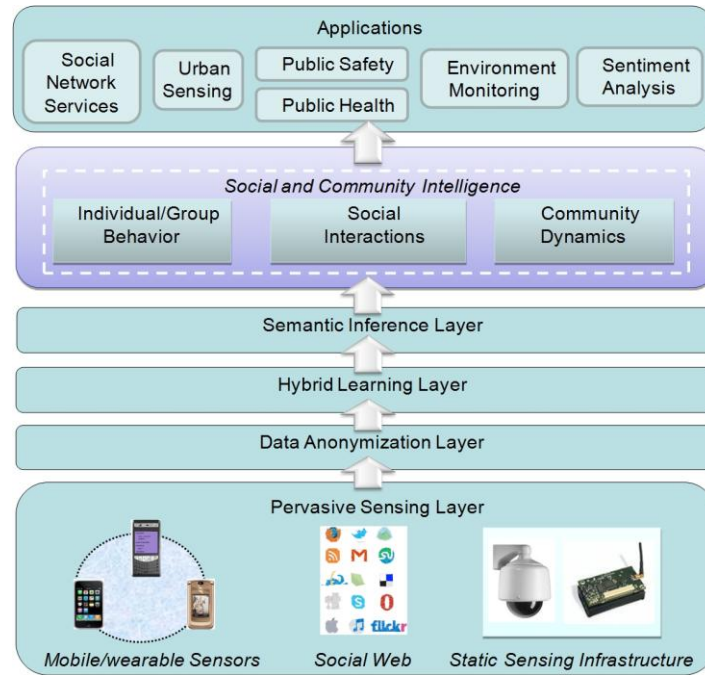 Applications
Social
Network
Services
Urban
Sensing
Public Safety
Public Health
Environment
Monitoring
Sentiment
Analysis
Social and Community Intelligence
Individual/Group
Behavior
Social
Interactions
Community
Dynamics
Semantic Inference Layer
Hybrid Learning Layer
Data Anonymization Layer
Pervasive Sensing Layer
flickr
Mobile/wearable Sensors
Social Web
Static Sensing Infrastructure